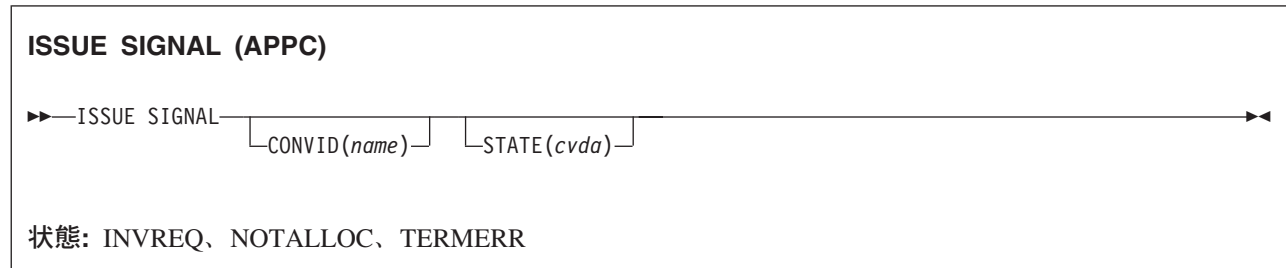 ISSUE SIGNAL (APPC)
ISSUE SIGNAL
CONVID(name) STATE(cvda)
状態: INVREQ、NOTALLOC、TERMERR